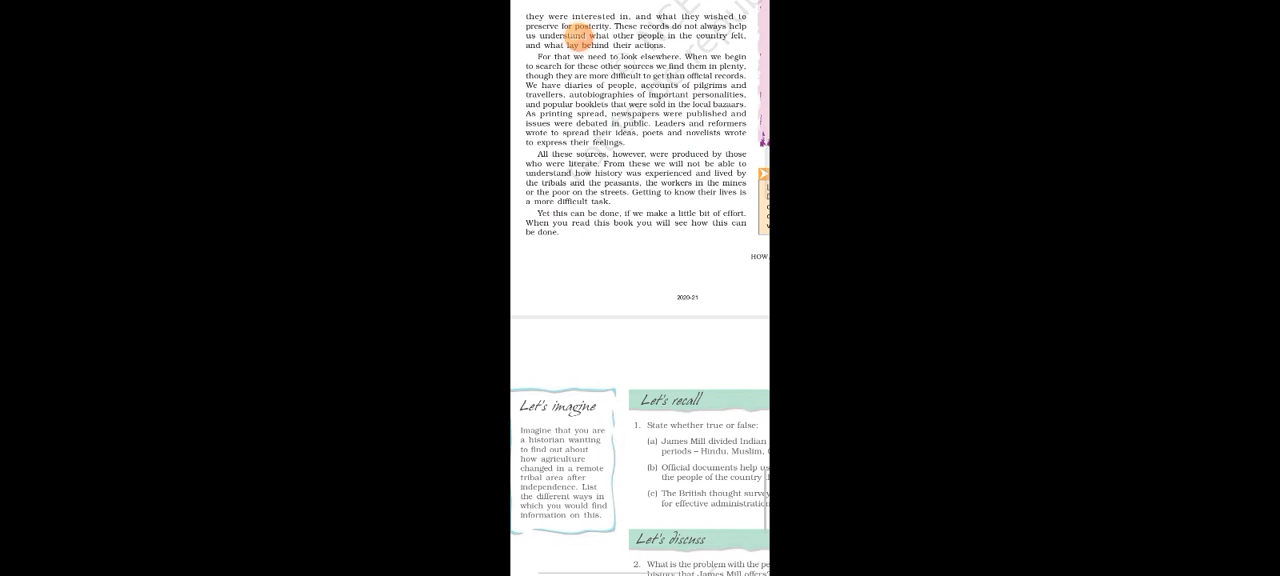 they were interested in, and what they wished to
preserve for posterity. These records do not always help
us understand what other people in the country felt,
and what lay behind their actions.
For that we need to look elsewhere. When we begin
to search for these other sources we find them in plenty,
though they are more difficult to get than official records.
We have diaries of people, accounts of pilgrims and
travellers, autobiographies of important personalities,
and popular booklets that were sold in the local bazaars.
As printing spread, newspapers were published and
issues were debated in public. Leaders and reformers
wrote to spread their ideas, poets and novelists wrote
to express their feelings.
All these sources, however, were produced by those
who were literate. From these we will not be able to
understand how history was experienced and lived by
the tribals and the peasants, the workers in the mines
or the poor on the streets. Getting to know their lives is
a more difficult task.
Yet this can be done, if we make a little bit of effort.
When you read this book you will see how this can
be done.
HOW
2020-21
Let's imagine
Imagine that you are
a historian wanting
to find out about
how agriculture
changed in a remote
tribal area after
independence. List
the different ways in
which you would find
information on this.
Let's recall
1. State whether true or false:
(a) James Mill divided Indian
periods – Hindu, Muslim,
(b) Official documents help us
the people of the country
(c) The British thought surveys
for effective administration
Let's discuss
2. What is the problem with the
history that James Mill offers?